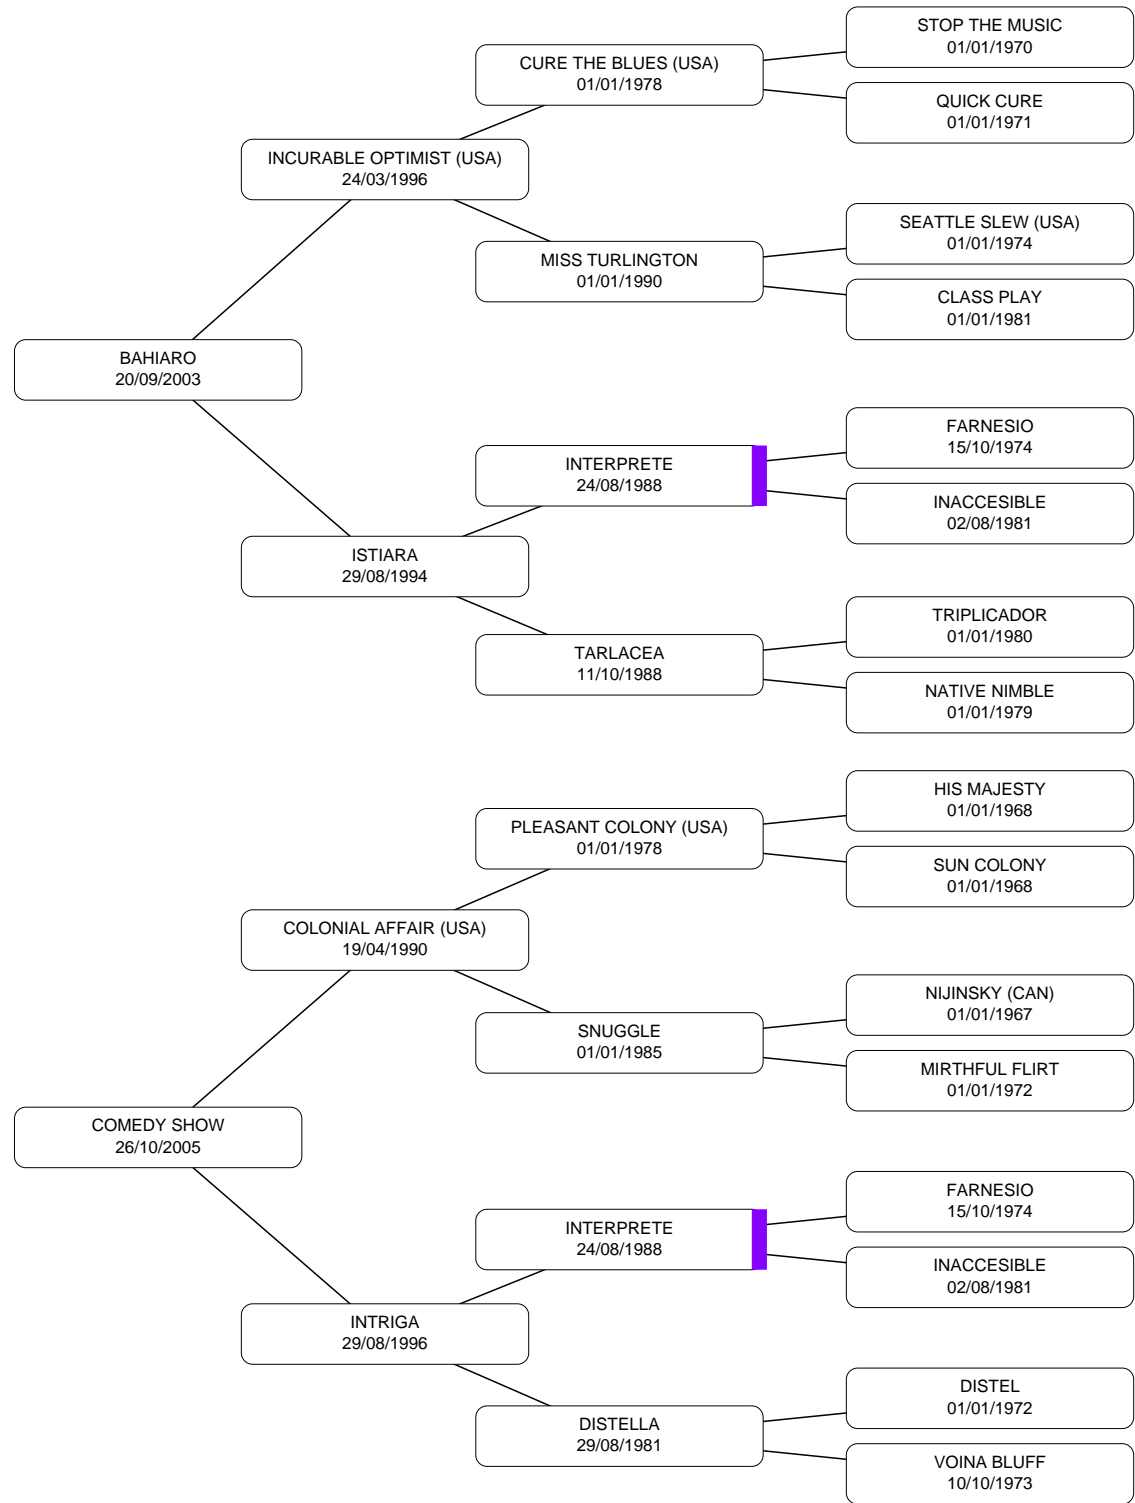 STOP THE MUSIC
01/01/1970
CURE THE BLUES (USA)
01/01/1978
QUICK CURE
01/01/1971
INCURABLE OPTIMIST (USA)
24/03/1996
SEATTLE SLEW (USA)
01/01/1974
MISS TURLINGTON
01/01/1990
CLASS PLAY
01/01/1981
BAHIARO
20/09/2003
FARNESIO
15/10/1974
INTERPRETE
24/08/1988
INACCESIBLE
02/08/1981
ISTIARA
29/08/1994
TRIPLICADOR
01/01/1980
TARLACEA
11/10/1988
NATIVE NIMBLE
01/01/1979
HIS MAJESTY
01/01/1968
PLEASANT COLONY (USA)
01/01/1978
SUN COLONY
01/01/1968
COLONIAL AFFAIR (USA)
19/04/1990
NIJINSKY (CAN)
01/01/1967
SNUGGLE
01/01/1985
MIRTHFUL FLIRT
01/01/1972
COMEDY SHOW
26/10/2005
FARNESIO
15/10/1974
INTERPRETE
24/08/1988
INACCESIBLE
02/08/1981
INTRIGA
29/08/1996
DISTEL
01/01/1972
DISTELLA
29/08/1981
VOINA BLUFF
10/10/1973